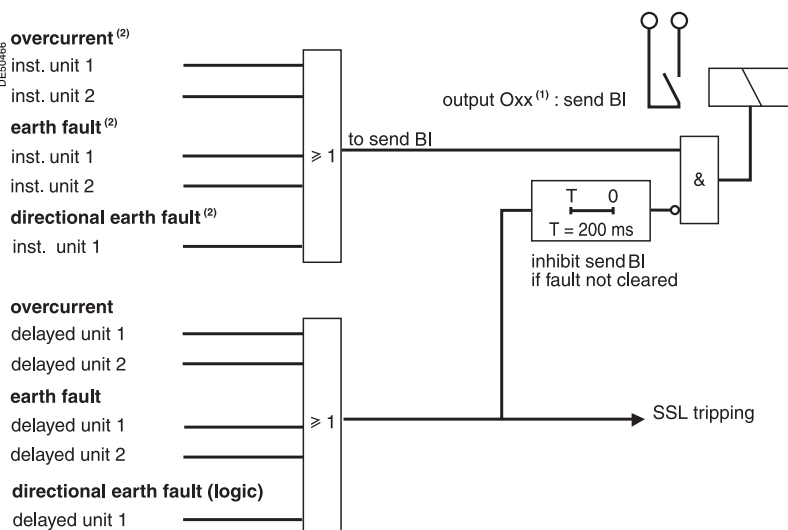 DE50466
overcurrent (2)
inst. unit 1
inst. unit 2
earth fault (2)
inst. unit 1
inst. unit 2
directional earth fault (2)
inst. unit 1
≥ 1
to send BI
output Oxx (1) : send BI
&
T 0
T = 200 ms
inhibit send BI
if fault not cleared
overcurrent
delayed unit 1
delayed unit 2
earth fault
delayed unit 1
delayed unit 2
directional earth fault (logic)
delayed unit 1
≥ 1
SSL tripping